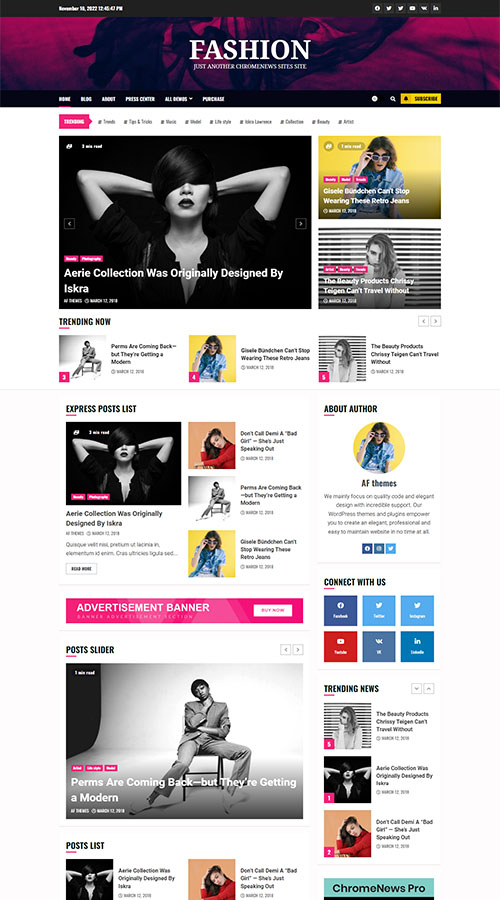 November 18, 2022 12:45:47 PM
FASHION
JUST ANOTHER CHROMENEWS SITES SITE
HOME BLOG ABOUT PRESS CENTER ALL DEMOS PURCHASE SUBSCRIBE
TRENDING # Trends # Tips & Tricks # Music # Model # Life style # Iskra Lawrence # Collection # Beauty # Artist
3 min read
Beauty Photography
Aerie Collection Was Originally Designed By
Iskra
AF THEMES MARCH 12, 2018
1 min read
Beauty Model Trends
Gisele Bündchen Can't Stop
Wearing These Retro Jeans
MARCH 12, 2018
Artist Beauty Trends
The Beauty Products Chrissy
Teigen Can't Travel Without
MARCH 12, 2018
TRENDING NOW
3
Perms Are Coming Back—
but They're Getting a
Modern
MARCH 12, 2018
4
Gisele Bündchen Can't Stop
Wearing These Retro Jeans
MARCH 12, 2018
5
The Beauty Products
Chrissy Teigen Can't Travel
Without
MARCH 12, 2018
EXPRESS POSTS LIST
3 min read
Beauty Photography
Aerie Collection Was Originally
Designed By Iskra
AF THEMES MARCH 12, 2018
Quisque velit nisi, pretium ut lacinia in,
elementum id enim. Cras ultricies ligula sed...
READ MORE
Don't Call Demi A "Bad
Girl" — She's Just
Speaking Out
MARCH 12, 2018
Perms Are Coming Back
—but They're Getting a
Modern
MARCH 12, 2018
Gisele Bündchen Can't
Stop Wearing These Retro
Jeans
MARCH 12, 2018
ADVERTISEMENT BANNER
BANNER ADVERTISEMENT SECTION
BUY NOW
POSTS SLIDER
1 min read
Artist Life style Model
Perms Are Coming Back—but They're Getting
a Modern
AF THEMES MARCH 12, 2018
POSTS LIST
Aerie Collection Was
Originally Designed By
Iskra
MARCH 12, 2018
Don't Call Demi A "Bad
Girl" — She's Just
Speaking Out
MARCH 12, 2018
ABOUT AUTHOR
AF themes
We mainly focus on quality code and elegant
design with incredible support. Our
WordPress themes and plugins empower
you to create an elegant, professional and
easy to maintain website in no time at all.
CONNECT WITH US
Facebook Twitter Instagram
Youtube VK Linkedin
TRENDING NEWS
5
The Beauty Products
Chrissy Teigen Can't
Travel Without
MARCH 12, 2018
1
Aerie Collection Was
Originally Designed By
Iskra
MARCH 12, 2018
2
Don't Call Demi A "Bad
Girl" — She's Just
Speaking Out
MARCH 12, 2018
ChromeNews Pro